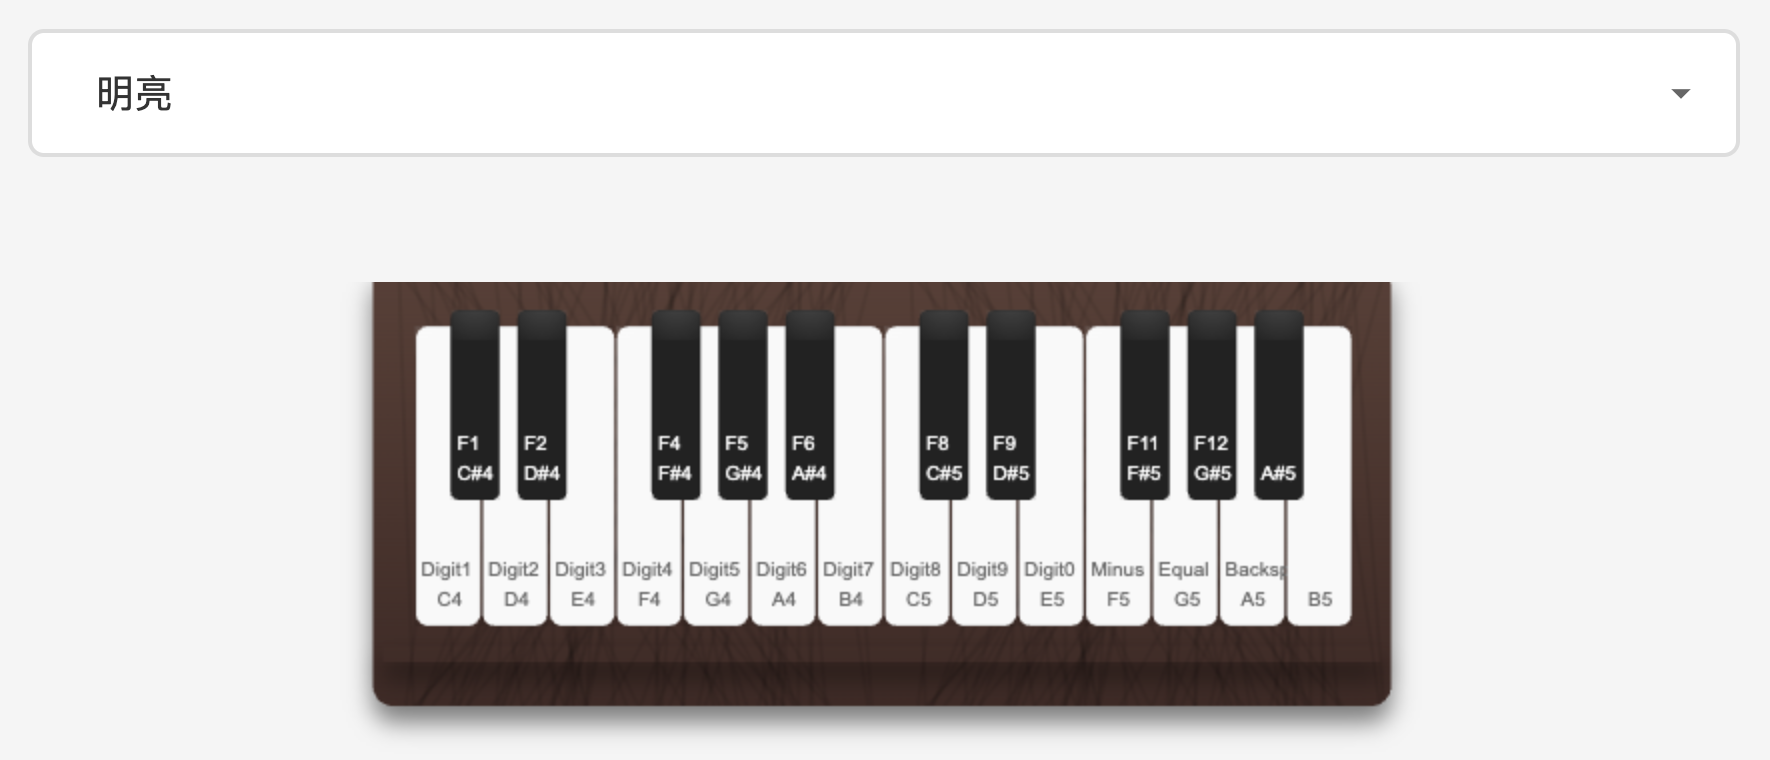 明亮
F1 F2 F4 F5 F6 F8 F9 F11 F12
C#4 D#4 F#4 G#4 A#4 C#5 D#5 F#5 G#5 A#5
Digit1 Digit2 Digit3 Digit4 Digit5 Digit6 Digit7 Digit8 Digit9 Digit0 Minus Equal Backsp
C4 D4 E4 F4 G4 A4 B4 C5 D5 E5 F5 G5 A5 B5